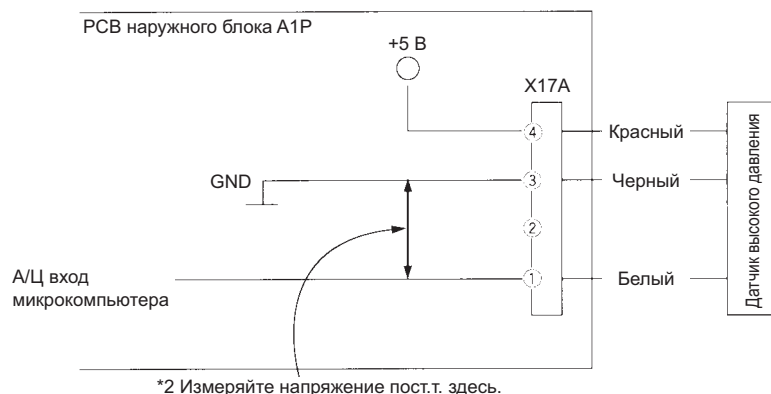 PCB наружного блока A1P
+5 В
X17A
4
Красный
GND
3
Черный
2
А/Ц вход
микрокомпьютера
1
Белый
Датчик высокого давления
*2 Измеряйте напряжение пост.т. здесь.